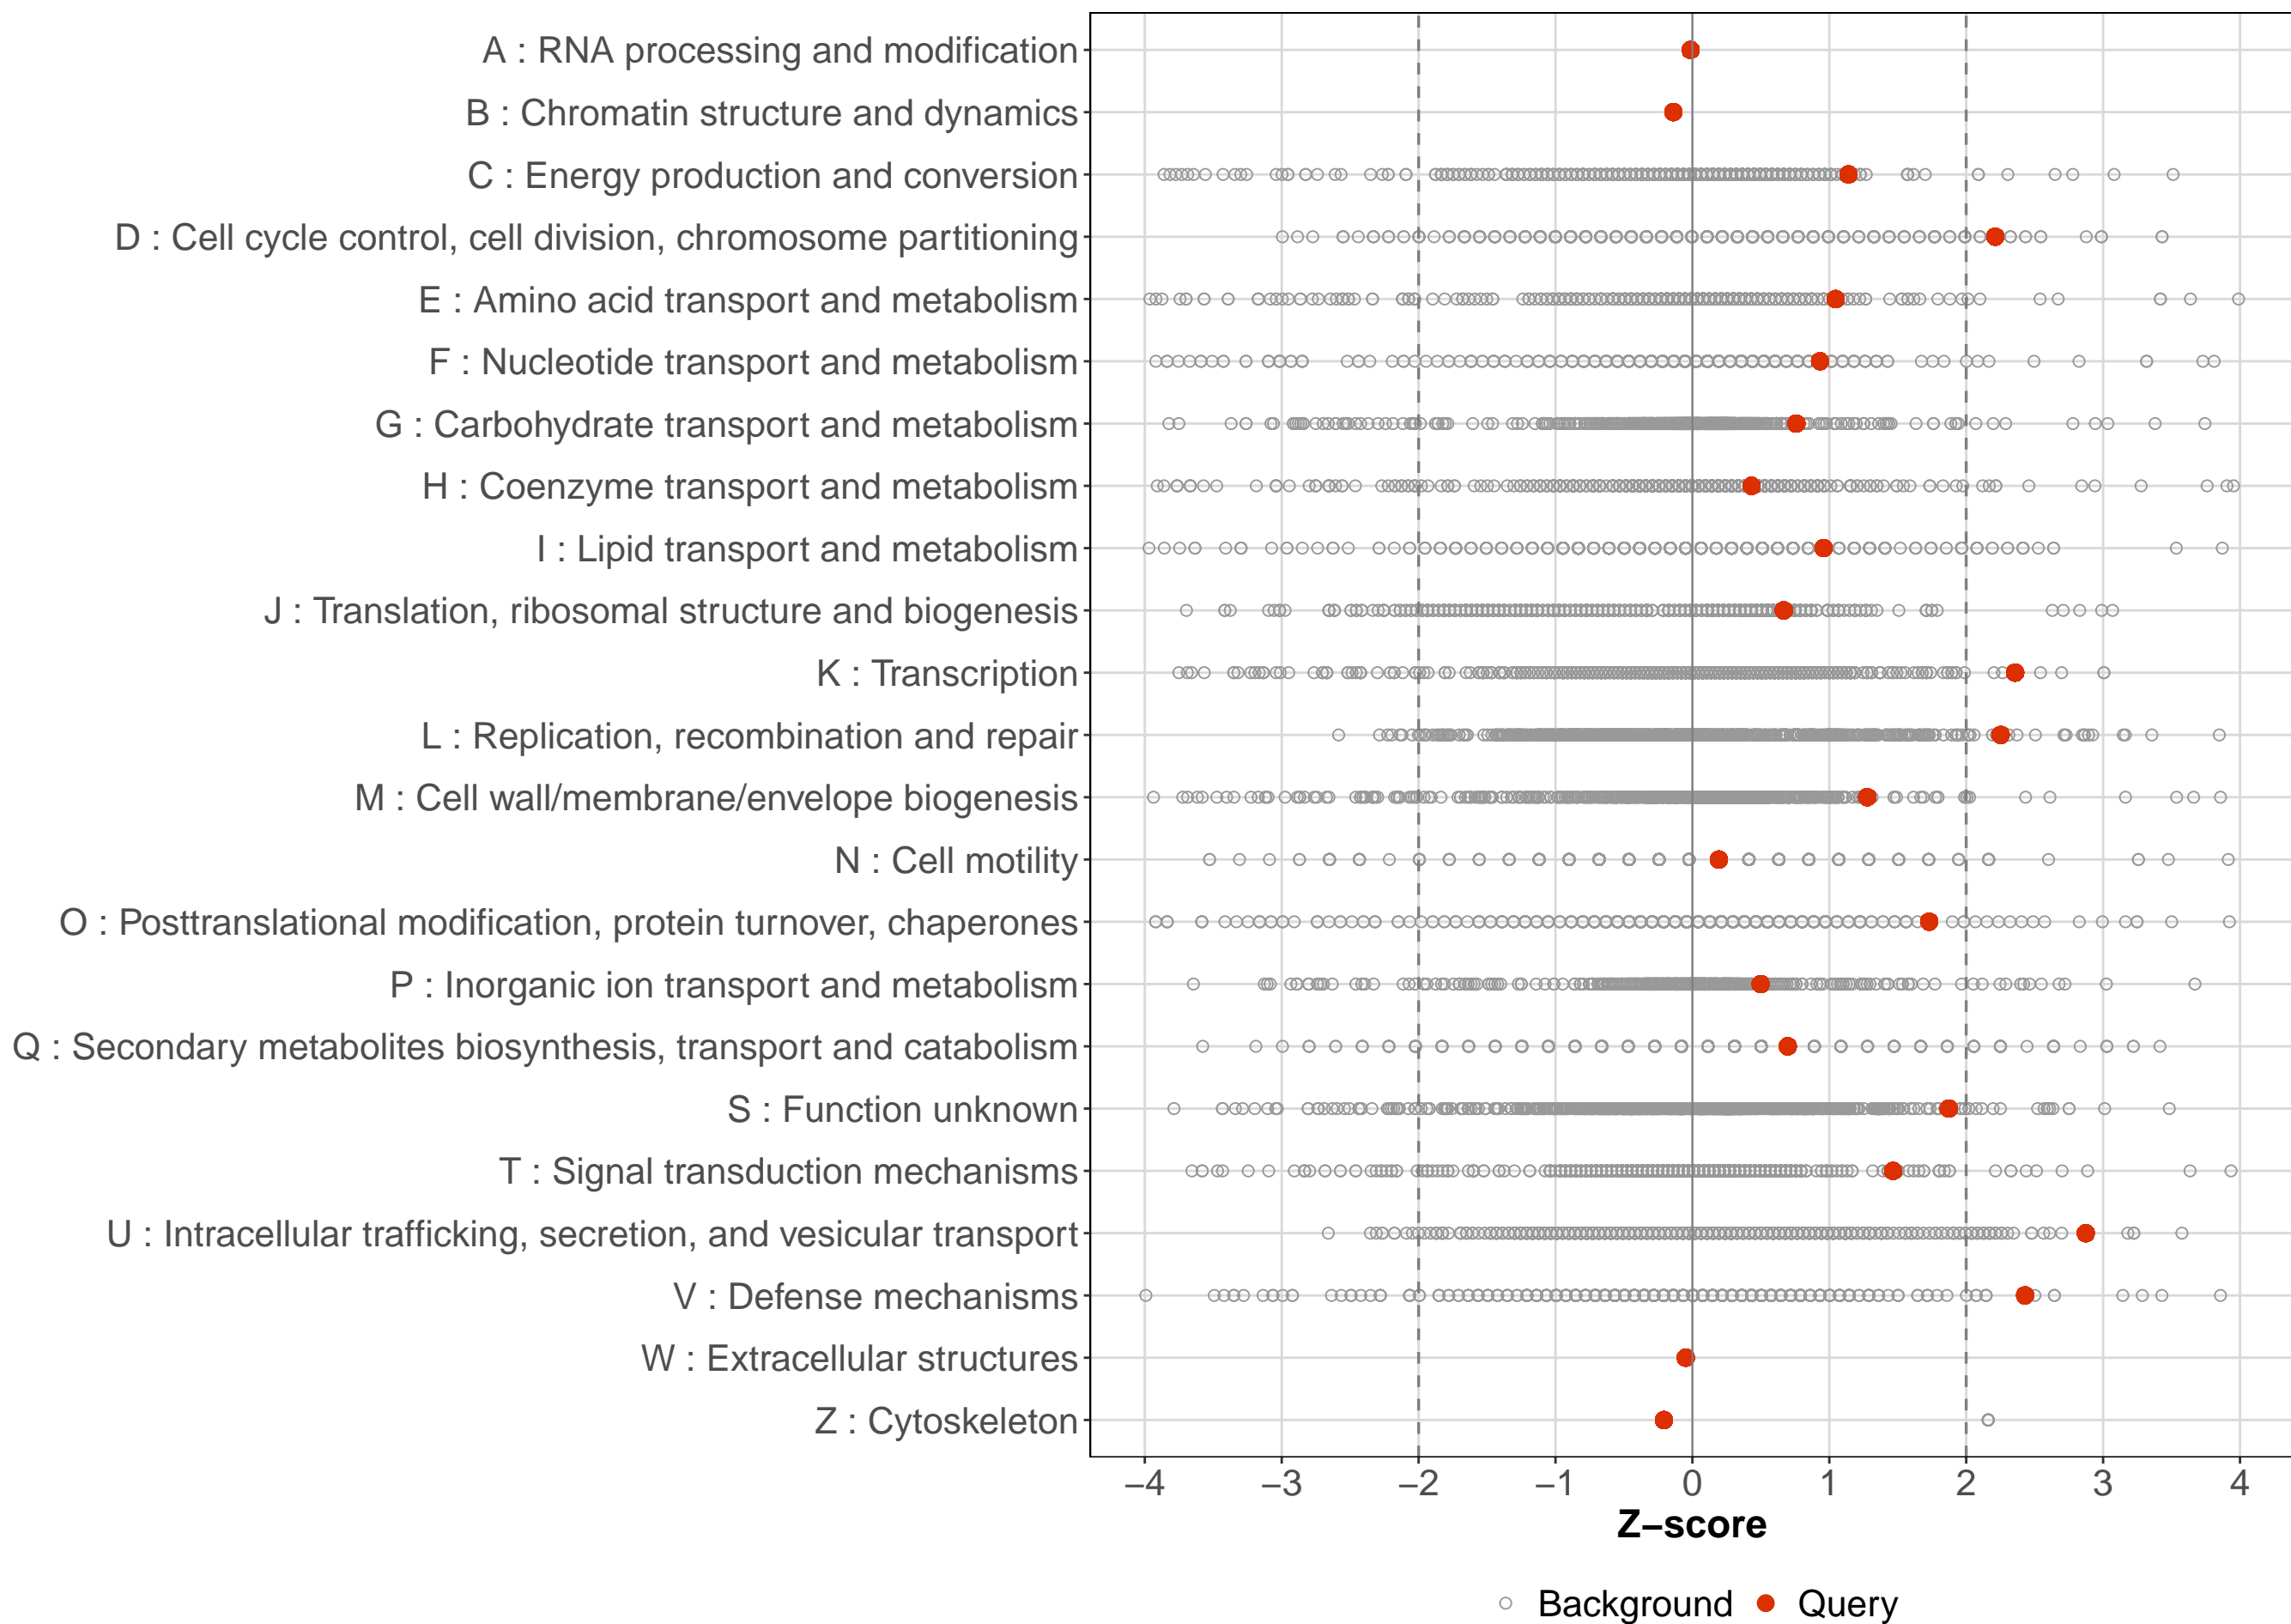 A : RNA processing and modification
B : Chromatin structure and dynamics
C : Energy production and conversion
D : Cell cycle control, cell division, chromosome partitioning
E : Amino acid transport and metabolism
F : Nucleotide transport and metabolism
G : Carbohydrate transport and metabolism
H : Coenzyme transport and metabolism
I : Lipid transport and metabolism
J : Translation, ribosomal structure and biogenesis
K : Transcription
L : Replication, recombination and repair
M : Cell wall/membrane/envelope biogenesis
N : Cell motility
O : Posttranslational modification, protein turnover, chaperones
P : Inorganic ion transport and metabolism
Q : Secondary metabolites biosynthesis, transport and catabolism
S : Function unknown
T : Signal transduction mechanisms
U : Intracellular trafficking, secretion, and vesicular transport
V : Defense mechanisms
W : Extracellular structures
Z : Cytoskeleton
−4 −3 −2 −1 0 1 2 3 4
Z−score
Background Query